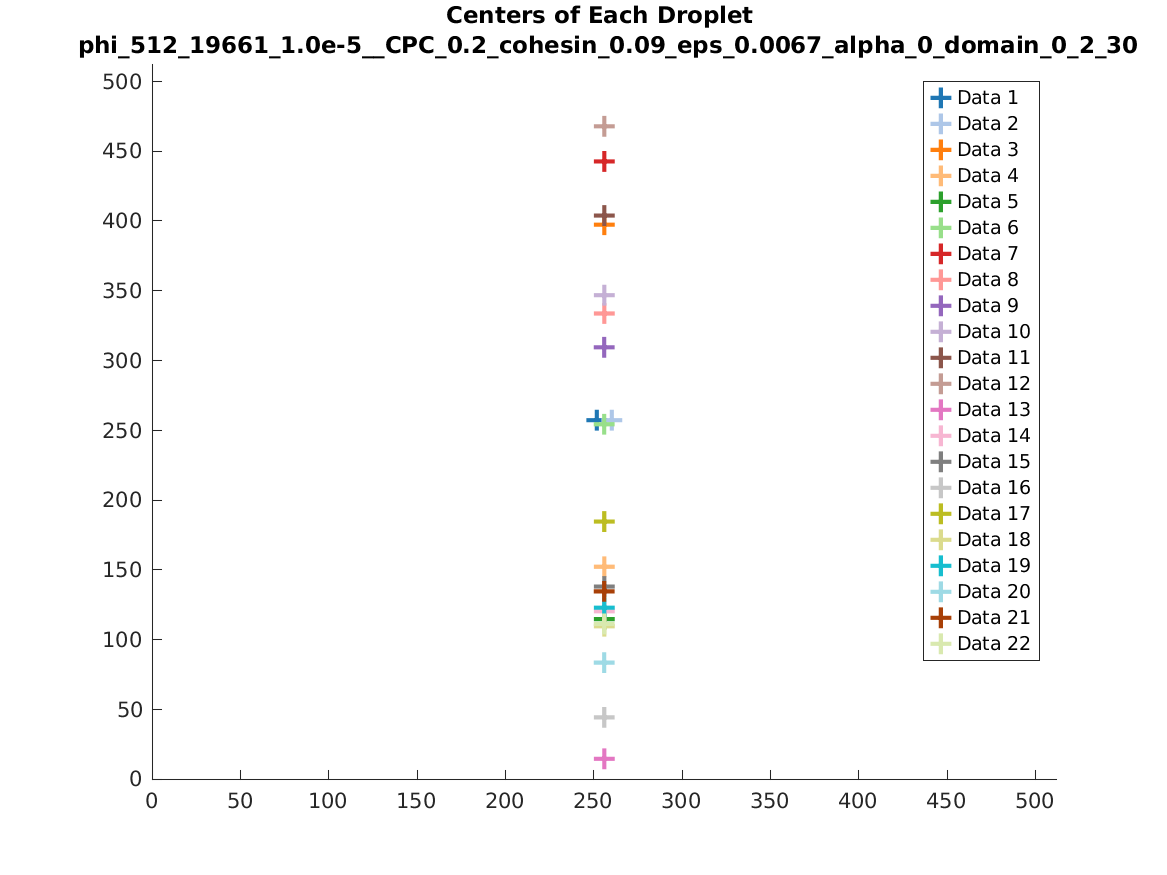 Centers of Each Droplet
phi_512_19661_1.0e-5__CPC_0.2_cohesin_0.09_eps_0.0067_alpha_0_domain_0_2_30
500
450
400
350
300
250
200
150
100
50
0
0 50 100 150 200 250 300 350 400 450 500
Data 1
Data 2
Data 3
Data 4
Data 5
Data 6
Data 7
Data 8
Data 9
Data 10
Data 11
Data 12
Data 13
Data 14
Data 15
Data 16
Data 17
Data 18
Data 19
Data 20
Data 21
Data 22